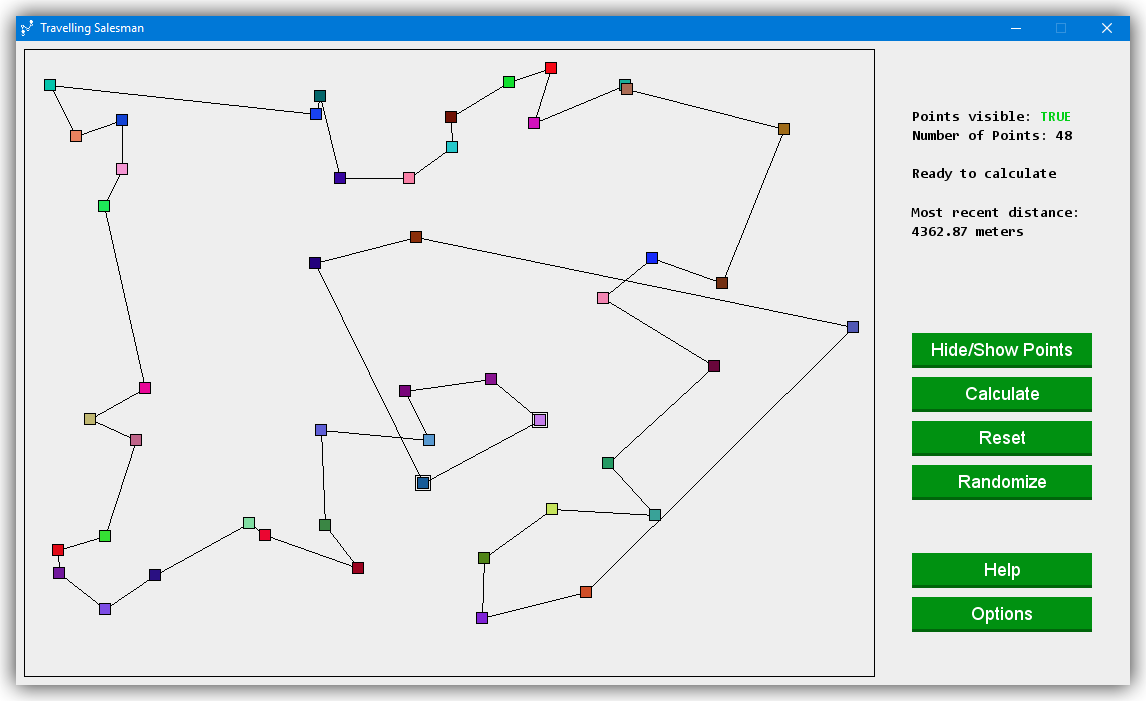 Travelling Salesman
Points visible: TRUE
Number of Points: 48
Ready to calculate
Most recent distance:
4362.87 meters
Hide/Show Points
Calculate
Reset
Randomize
Help
Options